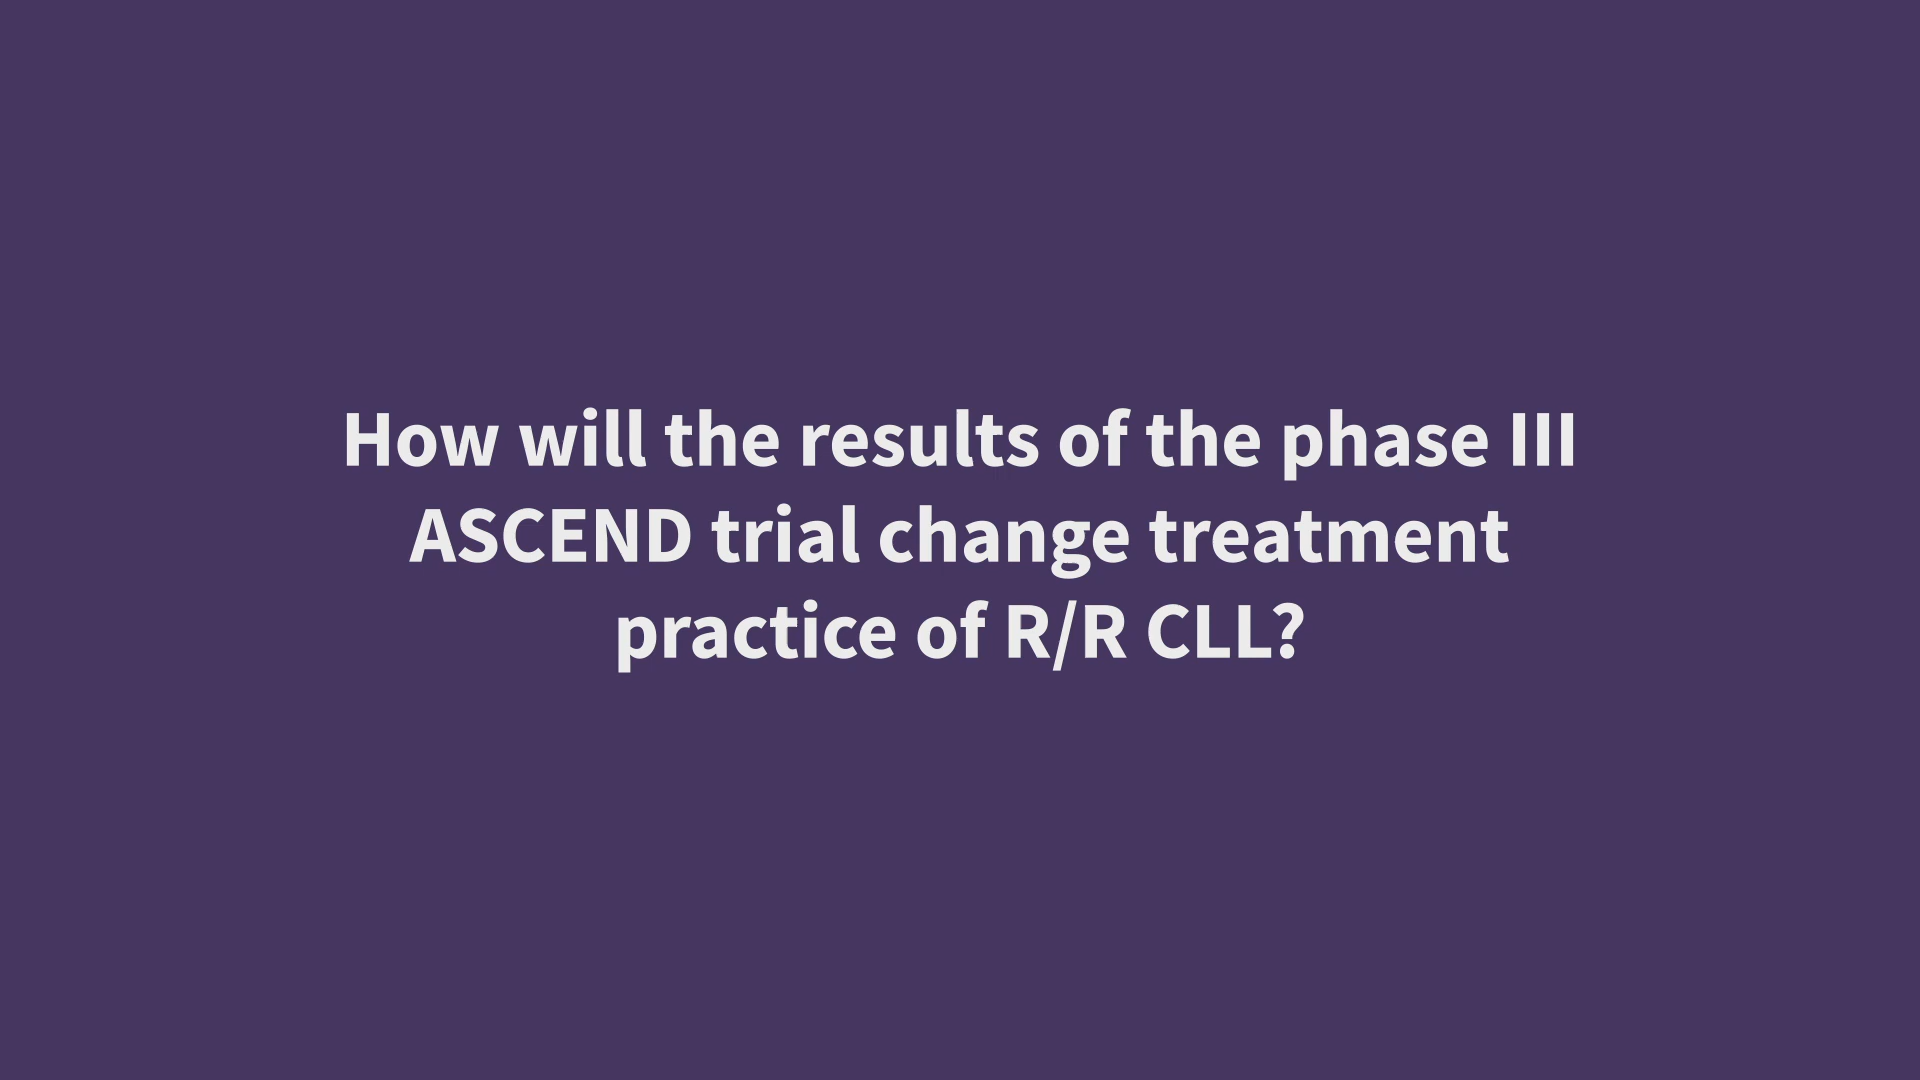 How will the results of the phase III
ASCEND trial change treatment
practice of R/R CLL?